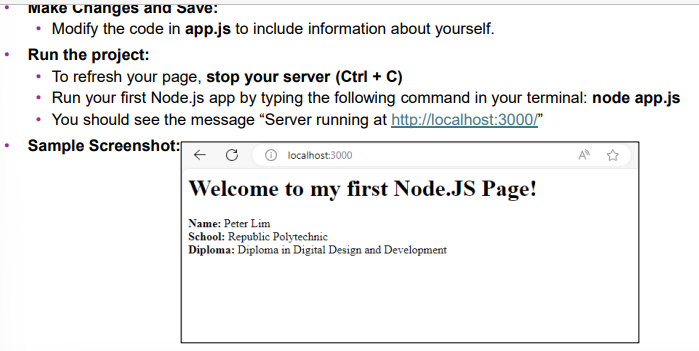 • Make Changes and Save:
• Modify the code in app.js to include information about yourself.
• Run the project:
• To refresh your page, stop your server (Ctrl + C)
• Run your first Node.js app by typing the following command in your terminal: node app.js
• You should see the message “Server running at http://localhost:3000/”
• Sample Screenshot:
localhost:3000
Welcome to my first Node.JS Page!
Name: Peter Lim
School: Republic Polytechnic
Diploma: Diploma in Digital Design and Development